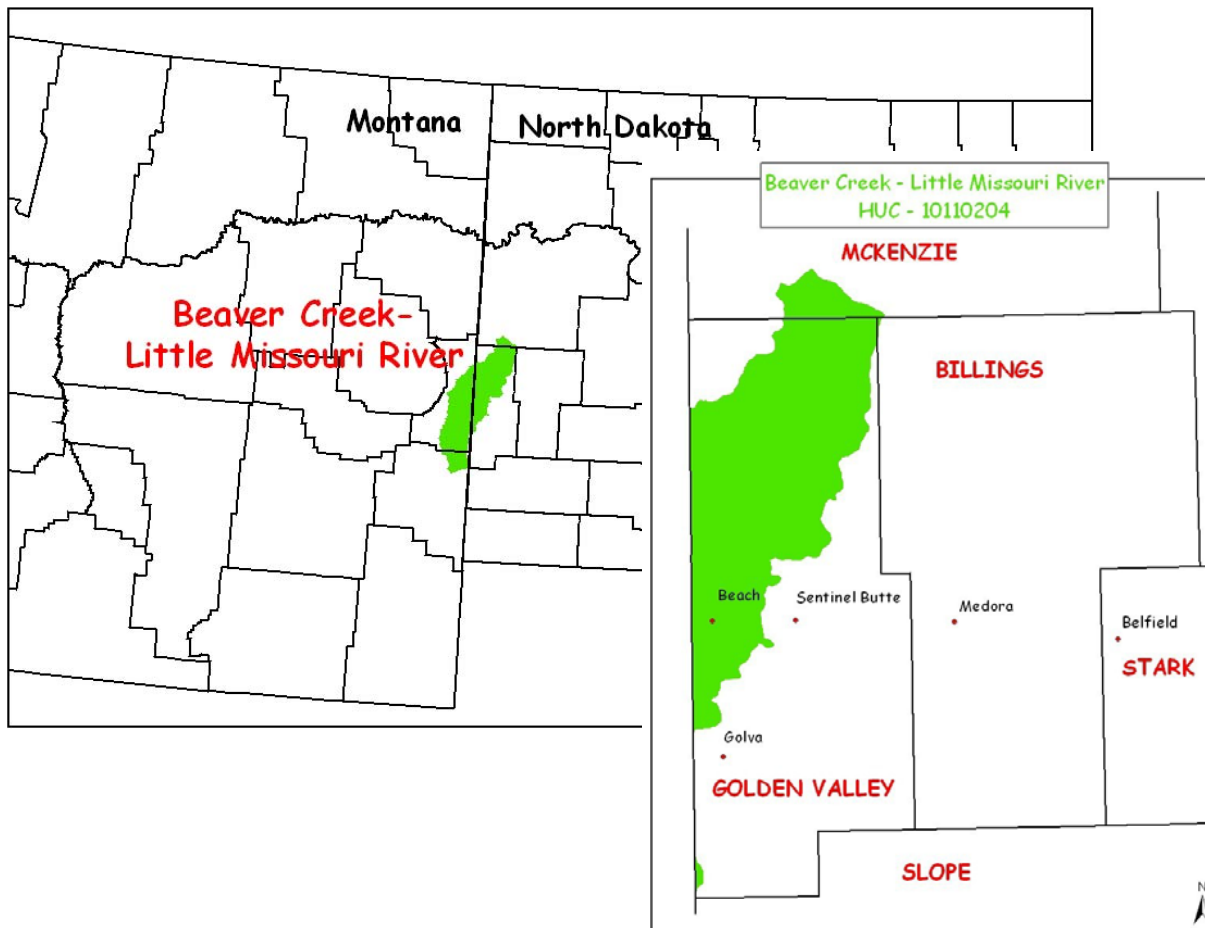 Montana
North Dakota
Beaver Creek-
Little Missouri River
Beaver Creek - Little Missouri River
HUC - 10110204
MCKENZIE
BILLINGS
Beach
Sentinel Butte
Medora
Belfield
STARK
Golva
GOLDEN VALLEY
SLOPE
N